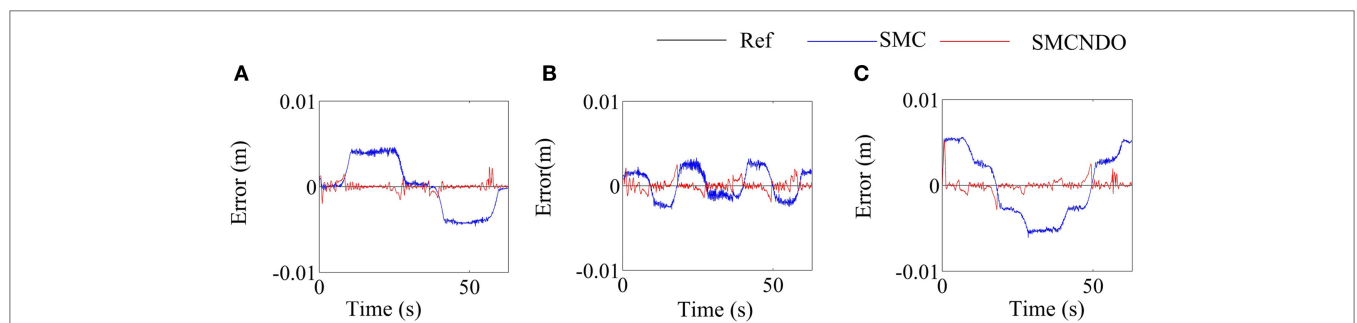 Ref SMC SMCNDO
A
0.01
0
-0.01
Error (m)
0 50
Time (s)
B
0.01
0
-0.01
Error(m)
0 50
Time (s)
C
0.01
0
-0.01
Error (m)
0 50
Time (s)